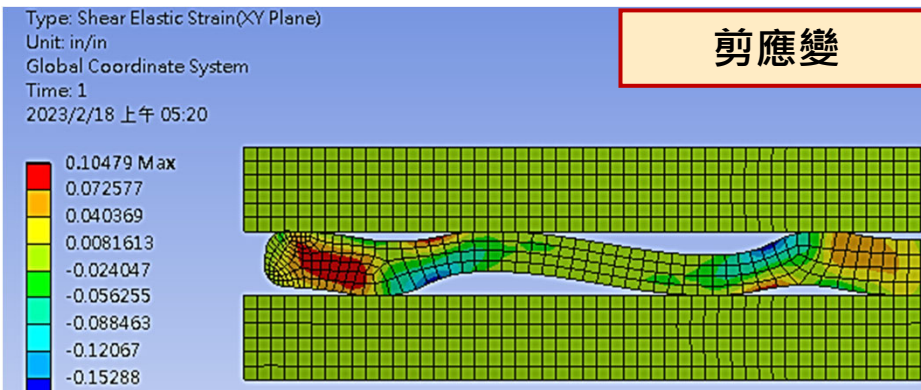 Type: Shear Elastic Strain(XY Plane)
Unit: in/in
Global Coordinate System
Time: 1
2023/2/18 上午 05:20
剪應變
0.10479 Max
0.072577
0.040369
0.0081613
-0.024047
-0.056255
-0.088463
-0.12067
-0.15288